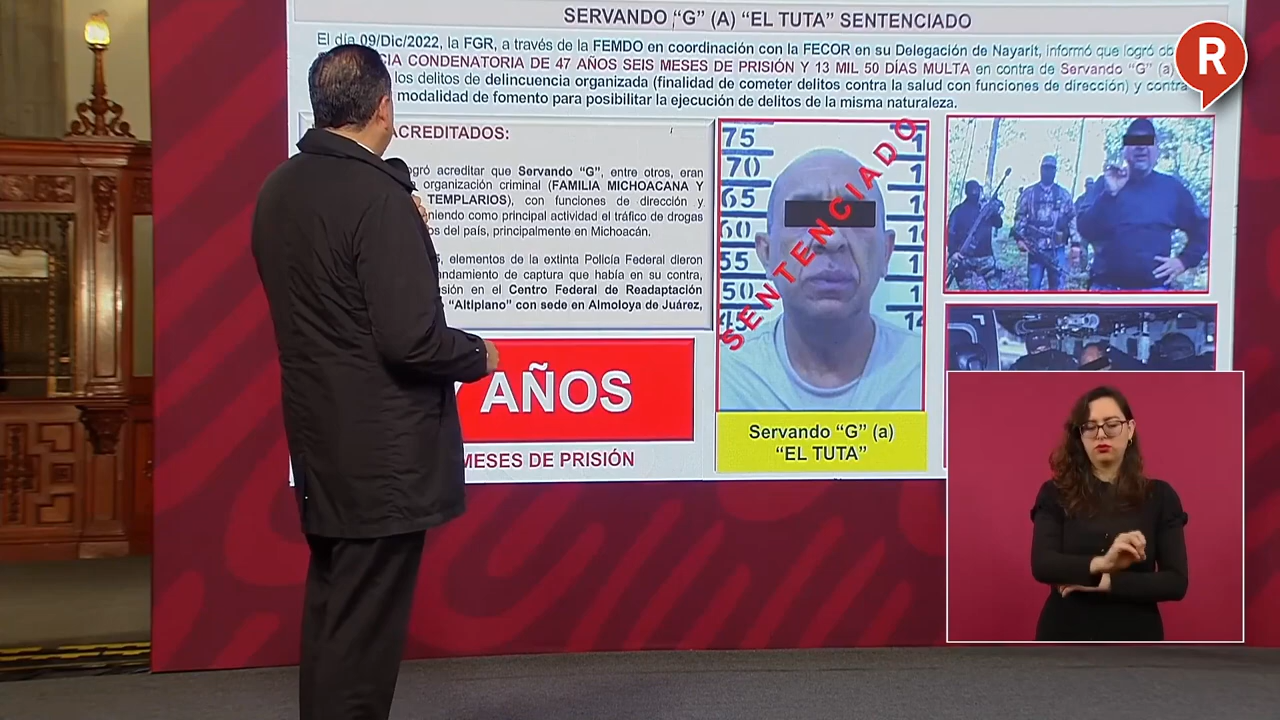 SERVANDO "G" (A) "EL TUTA" SENTENCIADO
R
El día 09/Dic/2022, la FGR, a través de la FEMDO en coordinación con la FECOR en su Delegación de Nayarit, informó que logró
CONDENATORIA DE 47 AÑOS SEIS MESES DE PRISIÓN Y 13 MIL 50 DÍAS MULTA en contra de Servando "G" (a)
los delitos de delincuencia organizada (finalidad de cometer delitos contra la salud con funciones de dirección) y contra
modalidad de fomento para posibilitar la ejecución de delitos de la misma naturaleza.
ACREDITADOS:
acreditar que Servando "G", entre otros, eran
organización criminal (FAMILIA MICHOACANA Y
TEMPLARIOS), con funciones de dirección y
como principal actividad el tráfico de drogas
del país, principalmente en Michoacán.
elementos de la extinta Policía Federal dieron
de captura que había en su contra,
en el Centro Federal de Readaptación
"Altiplano" con sede en Almoloya de Juárez,
AÑOS
MESES DE PRISIÓN
75
70
65
60
55
50
45
SENTENCIADO
Servando "G" (a)
"EL TUTA"